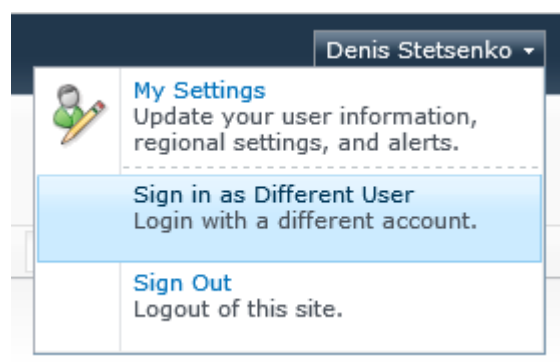 Denis Stetsenko
My Settings
Update your user information,
regional settings, and alerts.
Sign in as Different User
Login with a different account.
Sign Out
Logout of this site.